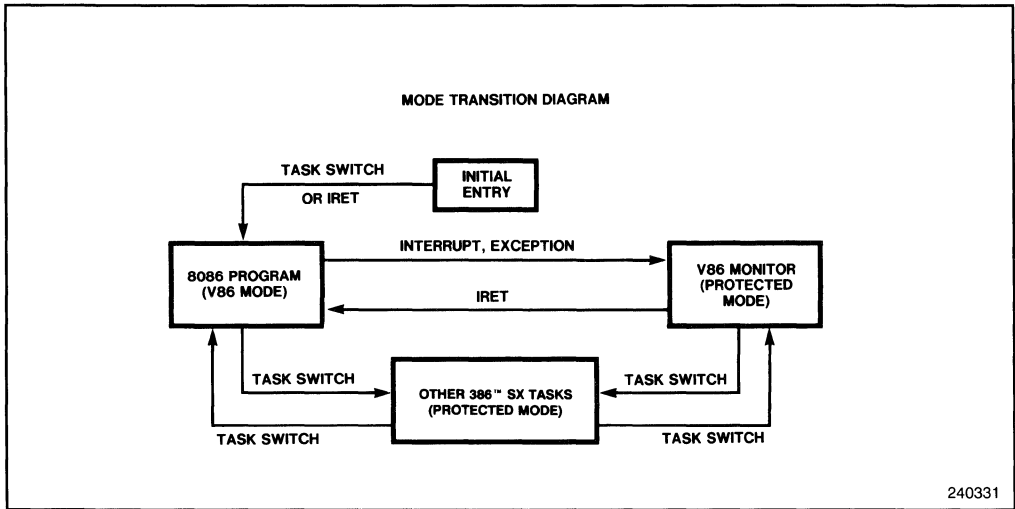 MODE TRANSITION DIAGRAM
TASK SWITCH
OR IRET
INITIAL
ENTRY
8086 PROGRAM
(V86 MODE)
INTERRUPT, EXCEPTION
IRET
V86 MONITOR
(PROTECTED
MODE)
TASK SWITCH
OTHER 386™ SX TASKS
(PROTECTED MODE)
TASK SWITCH
TASK SWITCH
TASK SWITCH
240331